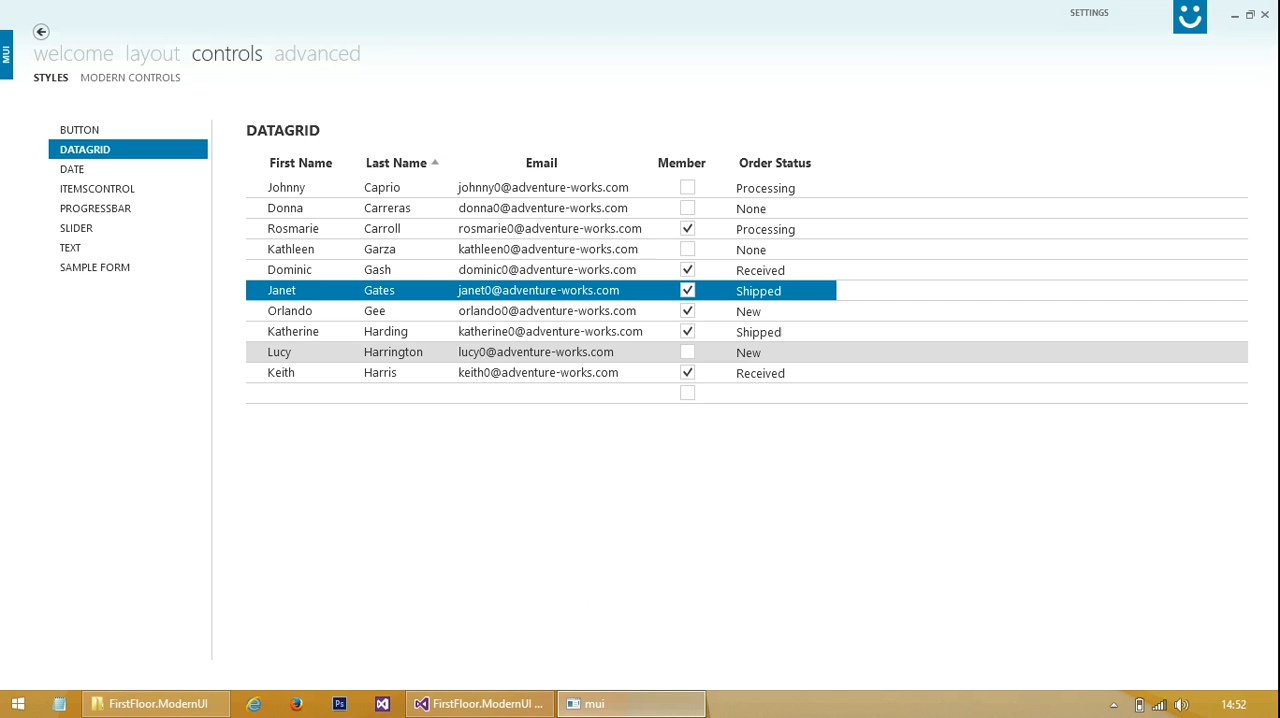 SETTINGS
MUI
welcome layout controls advanced
STYLES MODERN CONTROLS
BUTTON
DATAGRID
DATE
ITEMSCONTROL
PROGRESSBAR
SLIDER
TEXT
SAMPLE FORM
DATAGRID
First Name Last Name Email Member Order Status
Johnny Caprio johnny0@adventure-works.com Processing
Donna Carreras donna0@adventure-works.com None
Rosmarie Carroll rosmarie0@adventure-works.com Processing
Kathleen Garza kathleen0@adventure-works.com None
Dominic Gash dominic0@adventure-works.com Received
Janet Gates janet0@adventure-works.com Shipped
Orlando Gee orlando0@adventure-works.com New
Katherine Harding katherine0@adventure-works.com Shipped
Lucy Harrington lucy0@adventure-works.com New
Keith Harris keith0@adventure-works.com Received
FirstFloor.ModernUI Ps FirstFloor.ModernUI ... mui 14:52